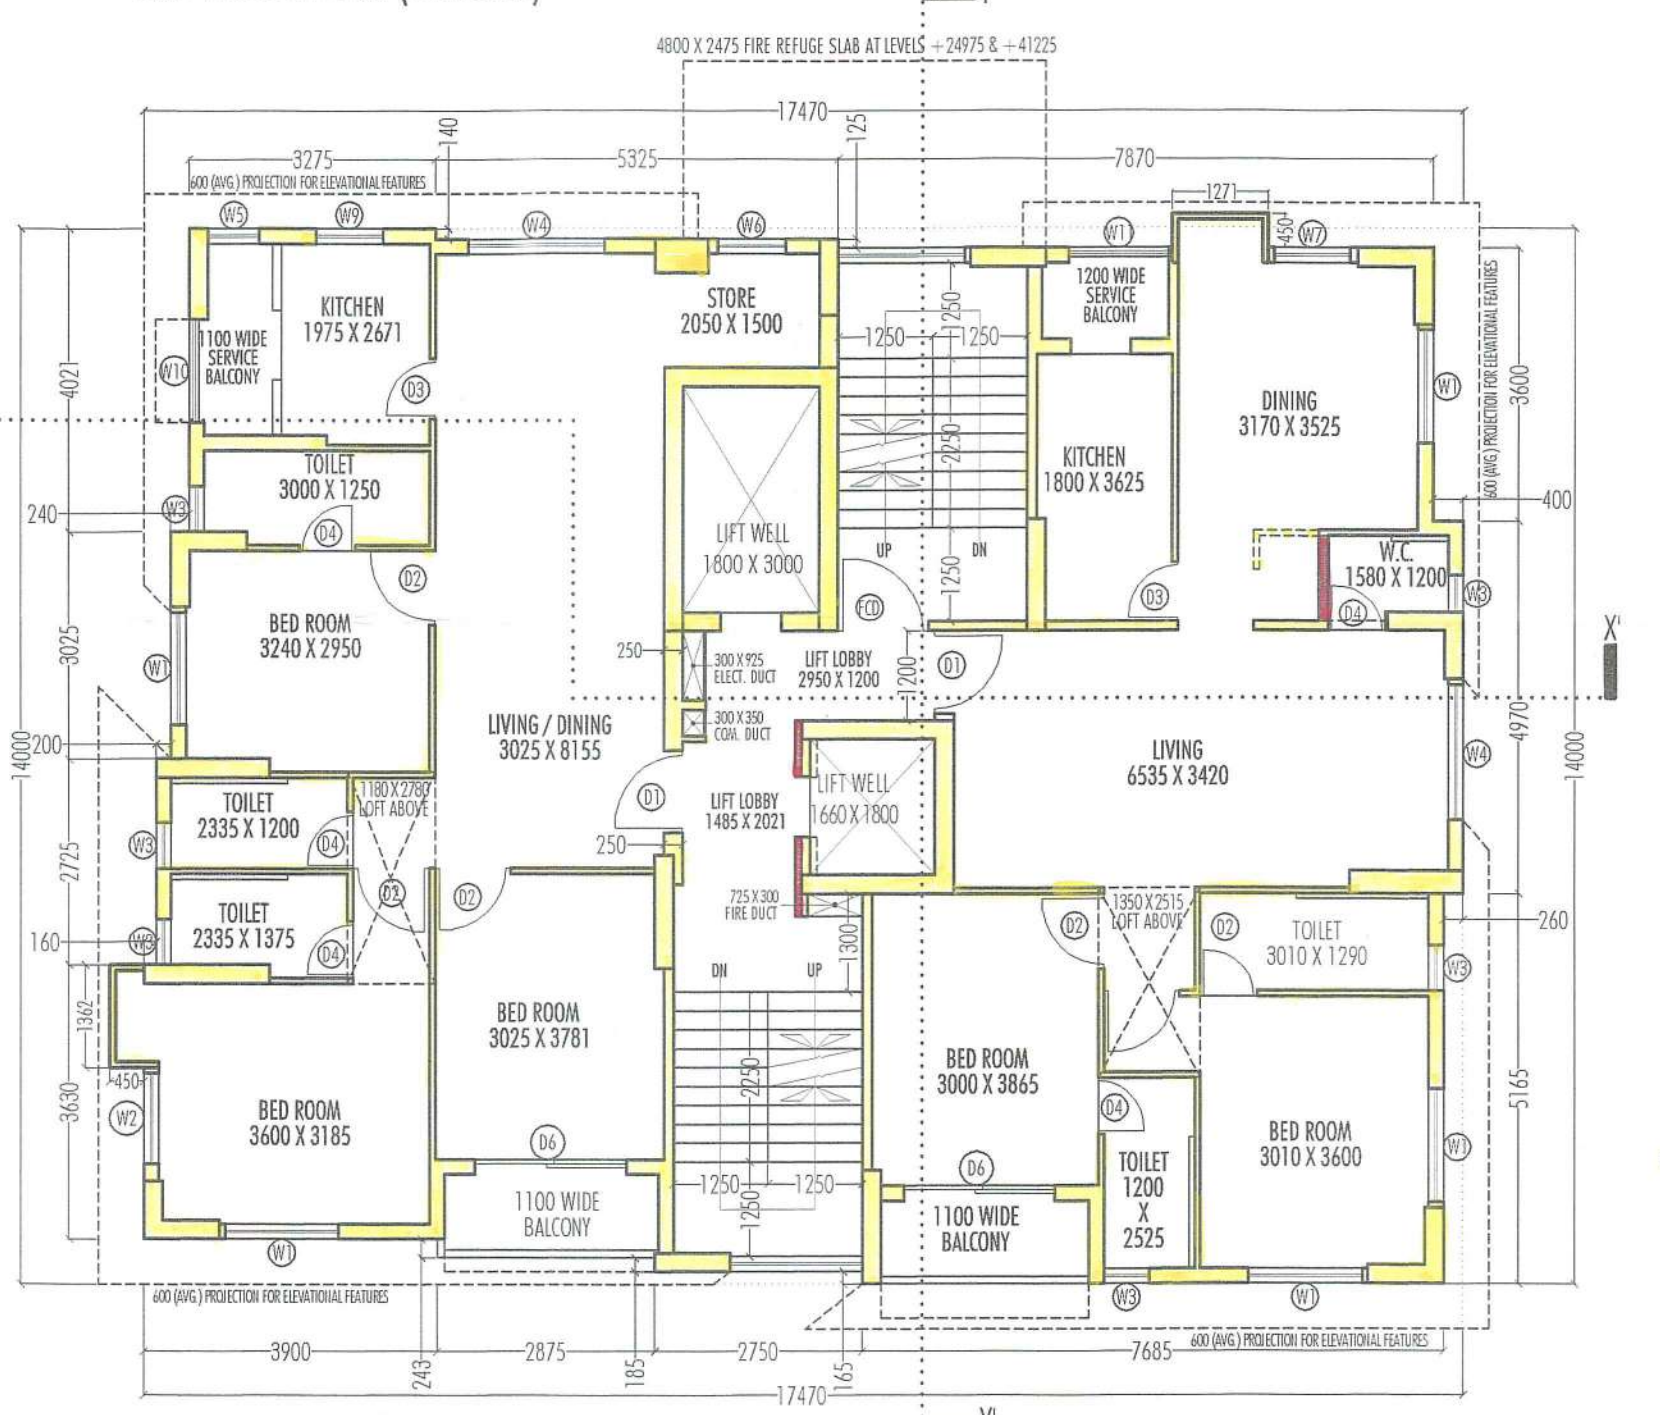 4800 X 2475 FIRE REFUGE SLAB AT LEVELS +24975 & +41225
17470
140
125
3275
5325
7870
600 (AVG.) PROJECTION FOR ELEVATIONAL FEATURES
1271
W5
W9
W4
W6
W1
450
W7
KITCHEN
1975 X 2671
STORE
2050 X 1500
1200 WIDE
SERVICE
BALCONY
1250
1250
1250
1100 WIDE
SERVICE
BALCONY
W10
D3
4021
DINING
3170 X 3525
W1
3600
600 (AVG.) PROJECTION FOR ELEVATIONAL FEATURES
2250
KITCHEN
1800 X 3625
TOILET
3000 X 1250
240
W3
D4
400
LIFT WELL
1800 X 3000
UP
DN
1250
W.C.
1580 X 1200
D2
FCD
D3
D4
W3
BED ROOM
3240 X 2950
3025
W1
250
300 X 925
ELECT. DUCT
LIFT LOBBY
2950 X 1200
1200
D1
X'
300 X 350
COM. DUCT
LIVING / DINING
3025 X 8155
LIVING
6535 X 3420
W4
4970
14000
14000
200
TOILET
2335 X 1200
1180 X 2780
LOFT ABOVE
D1
LIFT LOBBY
1485 X 2021
LIFT WELL
1660 X 1800
W3
D4
250
2725
D2
D2
725 X 300
FIRE DUCT
TOILET
2335 X 1375
160
W3
D4
1300
D2
1350 X 2515
LOFT ABOVE
D2
TOILET
3010 X 1290
260
W3
DN
UP
1362
BED ROOM
3025 X 3781
BED ROOM
3000 X 3865
450
W2
3630
BED ROOM
3600 X 3185
2250
D4
5165
BED ROOM
3010 X 3600
W1
D6
D6
TOILET
1200
X
2525
1250
1250
1250
1100 WIDE
BALCONY
1100 WIDE
BALCONY
W1
W3
W1
600 (AVG.) PROJECTION FOR ELEVATIONAL FEATURES
600 (AVG.) PROJECTION FOR ELEVATIONAL FEATURES
3900
243
2875
185
2750
165
7685
17470